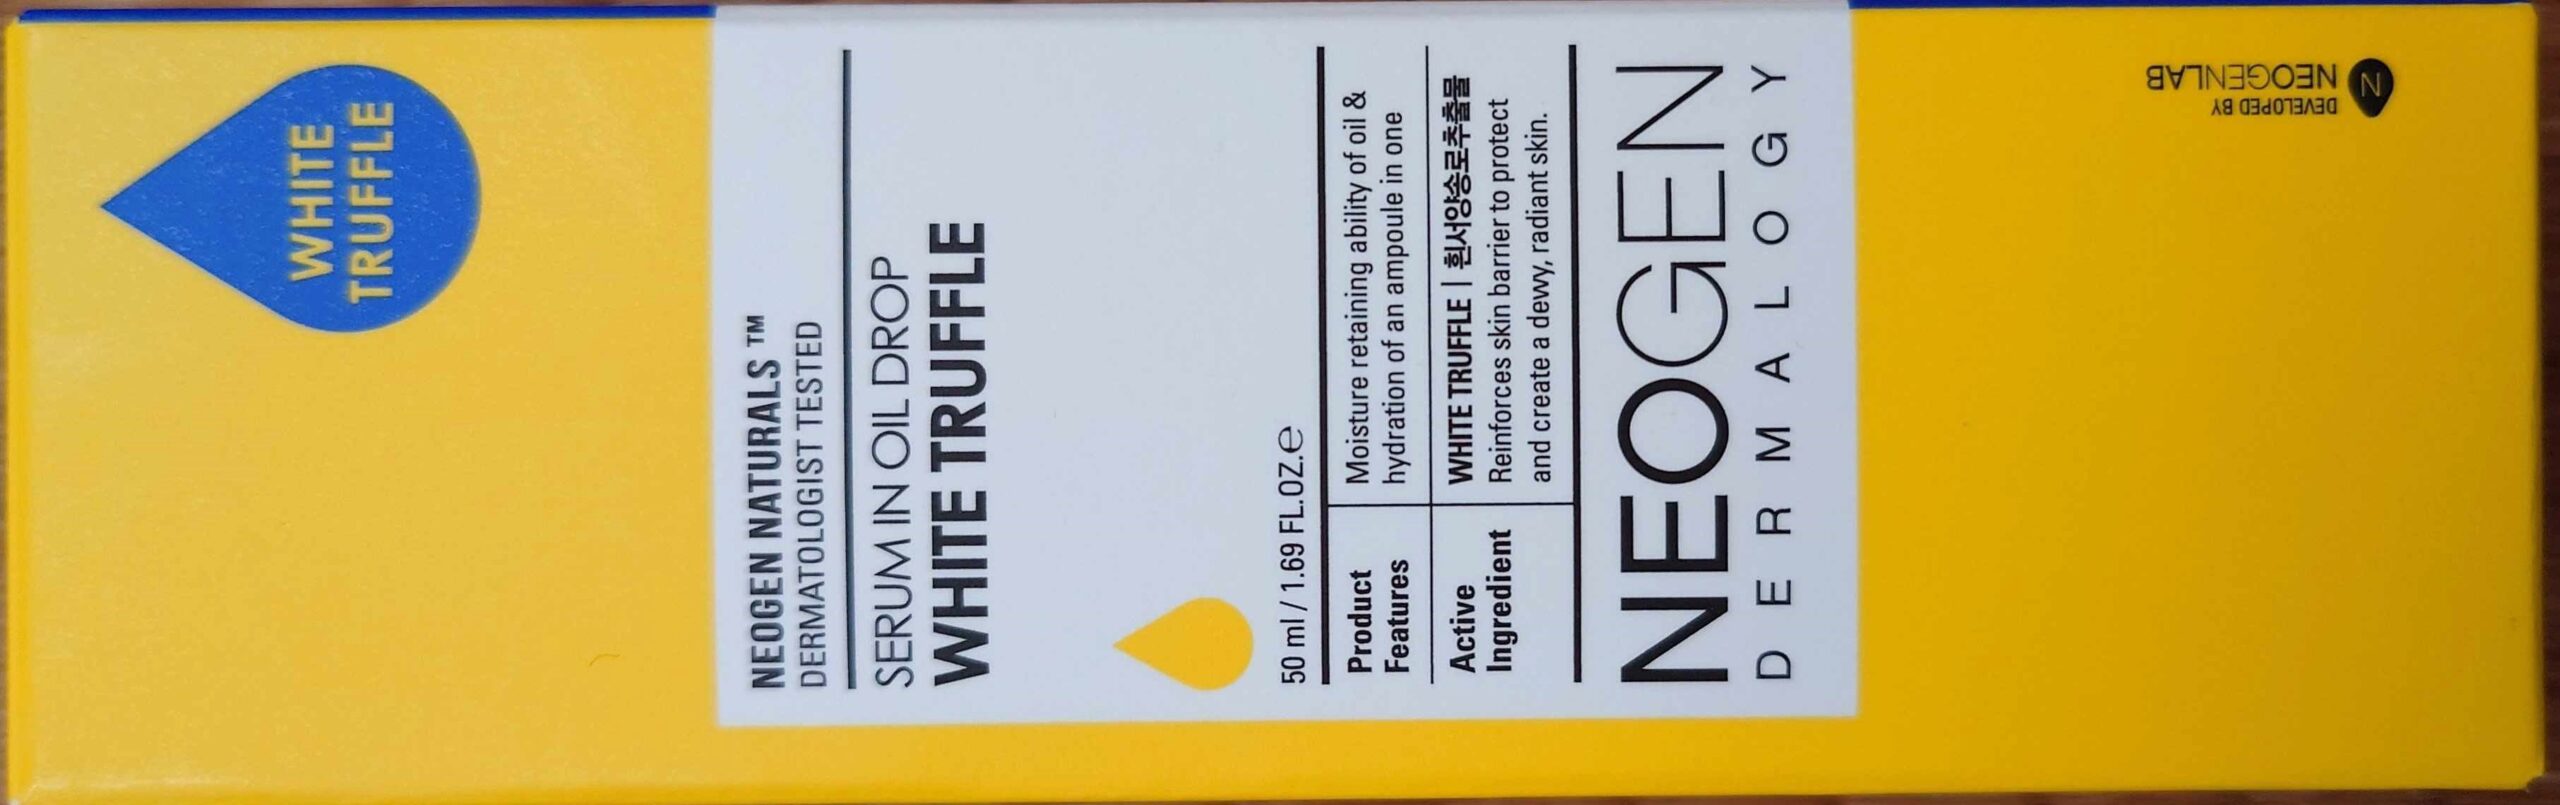 WHITE
TRUFFLE
NEOGEN NATURALS ™
DERMATOLOGIST TESTED
SERUM IN OIL DROP
WHITE TRUFFLE
50 ml / 1.69 FL.OZ.℮
Product
Features
Moisture retaining ability of oil &
hydration of an ampoule in one
Active
Ingredient
WHITE TRUFFLE | 흰서양송로추출물
Reinforces skin barrier to protect
and create a dewy, radiant skin.
NEOGEN
DERMALOGY
N
DEVELOPED BY
NEOGENLAB